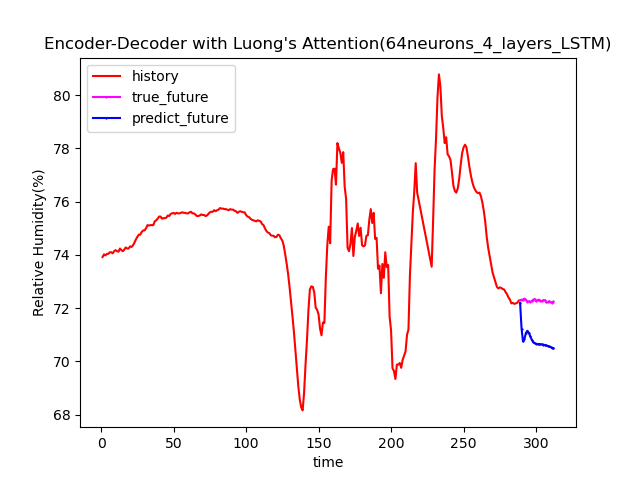 Encoder-Decoder with Luong's Attention(64neurons_4_layers_LSTM)
history
true_future
predict_future
Relative Humidity(%)
80
78
76
74
72
70
68
0 50 100 150 200 250 300
time